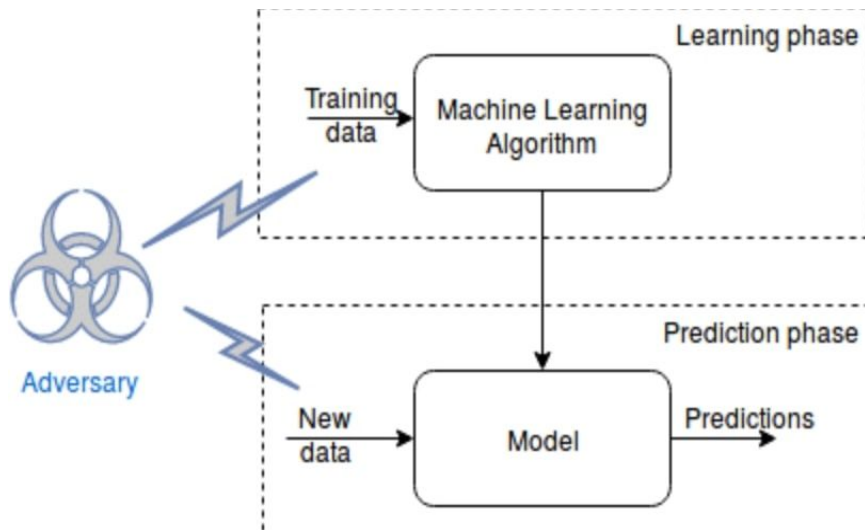 Learning phase
Training
data
Machine Learning
Algorithm
Adversary
Prediction phase
New
data
Model
Predictions